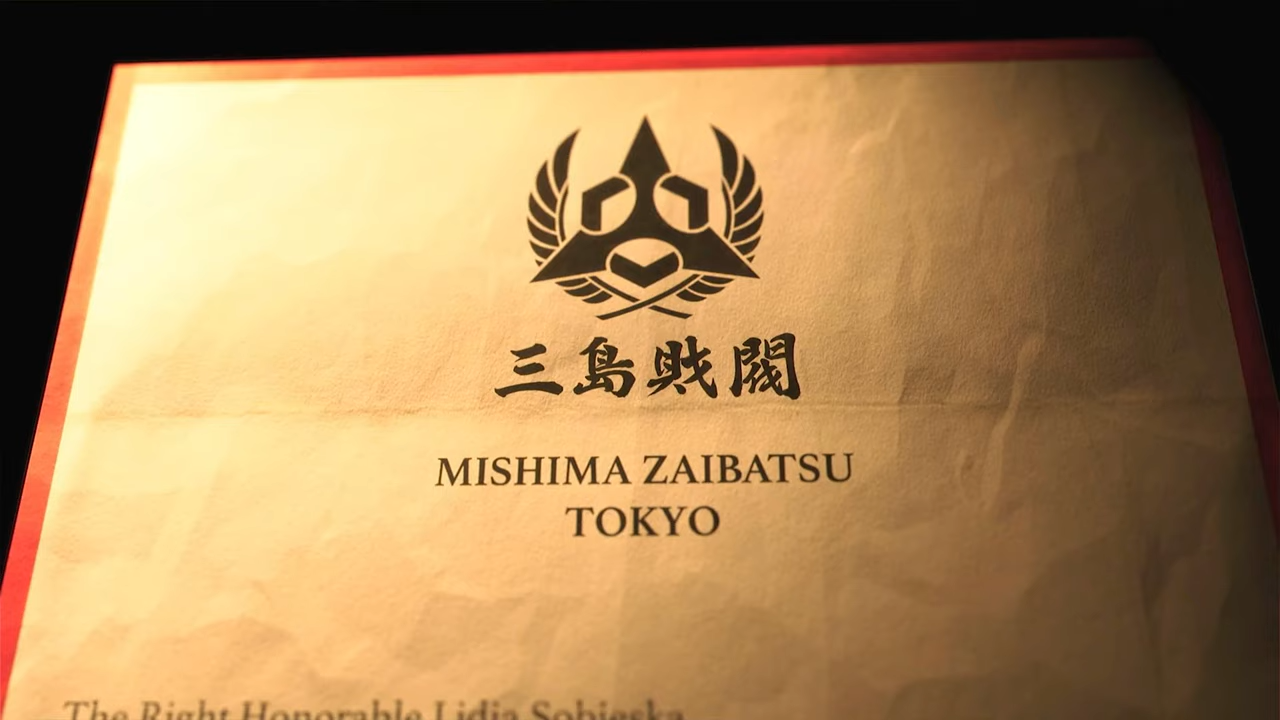 三島財閥
MISHIMA ZAIBATSU
TOKYO
The Right Honorable Lidia Sobieska